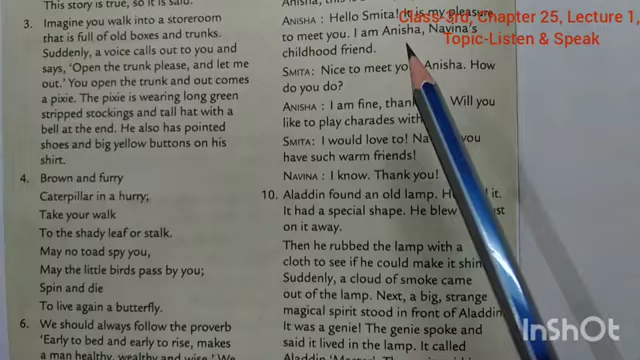 This story is true, so it is said.
3. Imagine you walk into a storeroom
that is full of old boxes and trunks.
Suddenly, a voice calls out to you and
says, ‘Open the trunk please, and let me
out.’ You open the trunk and out comes
a pixie. The pixie is wearing long green
stripped stockings and tall hat with a
bell at the end. He also has pointed
shoes and big yellow buttons on his
shirt.
4. Brown and furry
Caterpillar in a hurry;
Take your walk
To the shady leaf or stalk.
May no toad spy you,
May the little birds pass by you;
Spin and die
To live again a butterfly.
6. We should always follow the proverb
‘Early to bed and early to rise, makes
a man healthy, wealthy and wise.’ We
ANISHA : Hello Smita! It is my pleasure
to meet you. I am Anisha, Navina’s
childhood friend.
SMITA : Nice to meet you Anisha. How
do you do?
ANISHA : I am fine, Will you
like to play charades with
SMITA : I would love to! you
have such warm friends!
NAVINA : I know. Thank you!
10. Aladdin found an old lamp. it.
It had a special shape. He blew
on it away.
Then he rubbed the lamp with a
cloth to see if he could make it
Suddenly, a cloud of smoke came
out of the lamp. Next, a big, strange
magical spirit stood in front of Aladdin
It was a genie! The genie spoke and
said it lived in the lamp. It called
Aladdin
Class-3rd, Chapter 25, Lecture 1,
Topic-Listen & Speak
InShOt